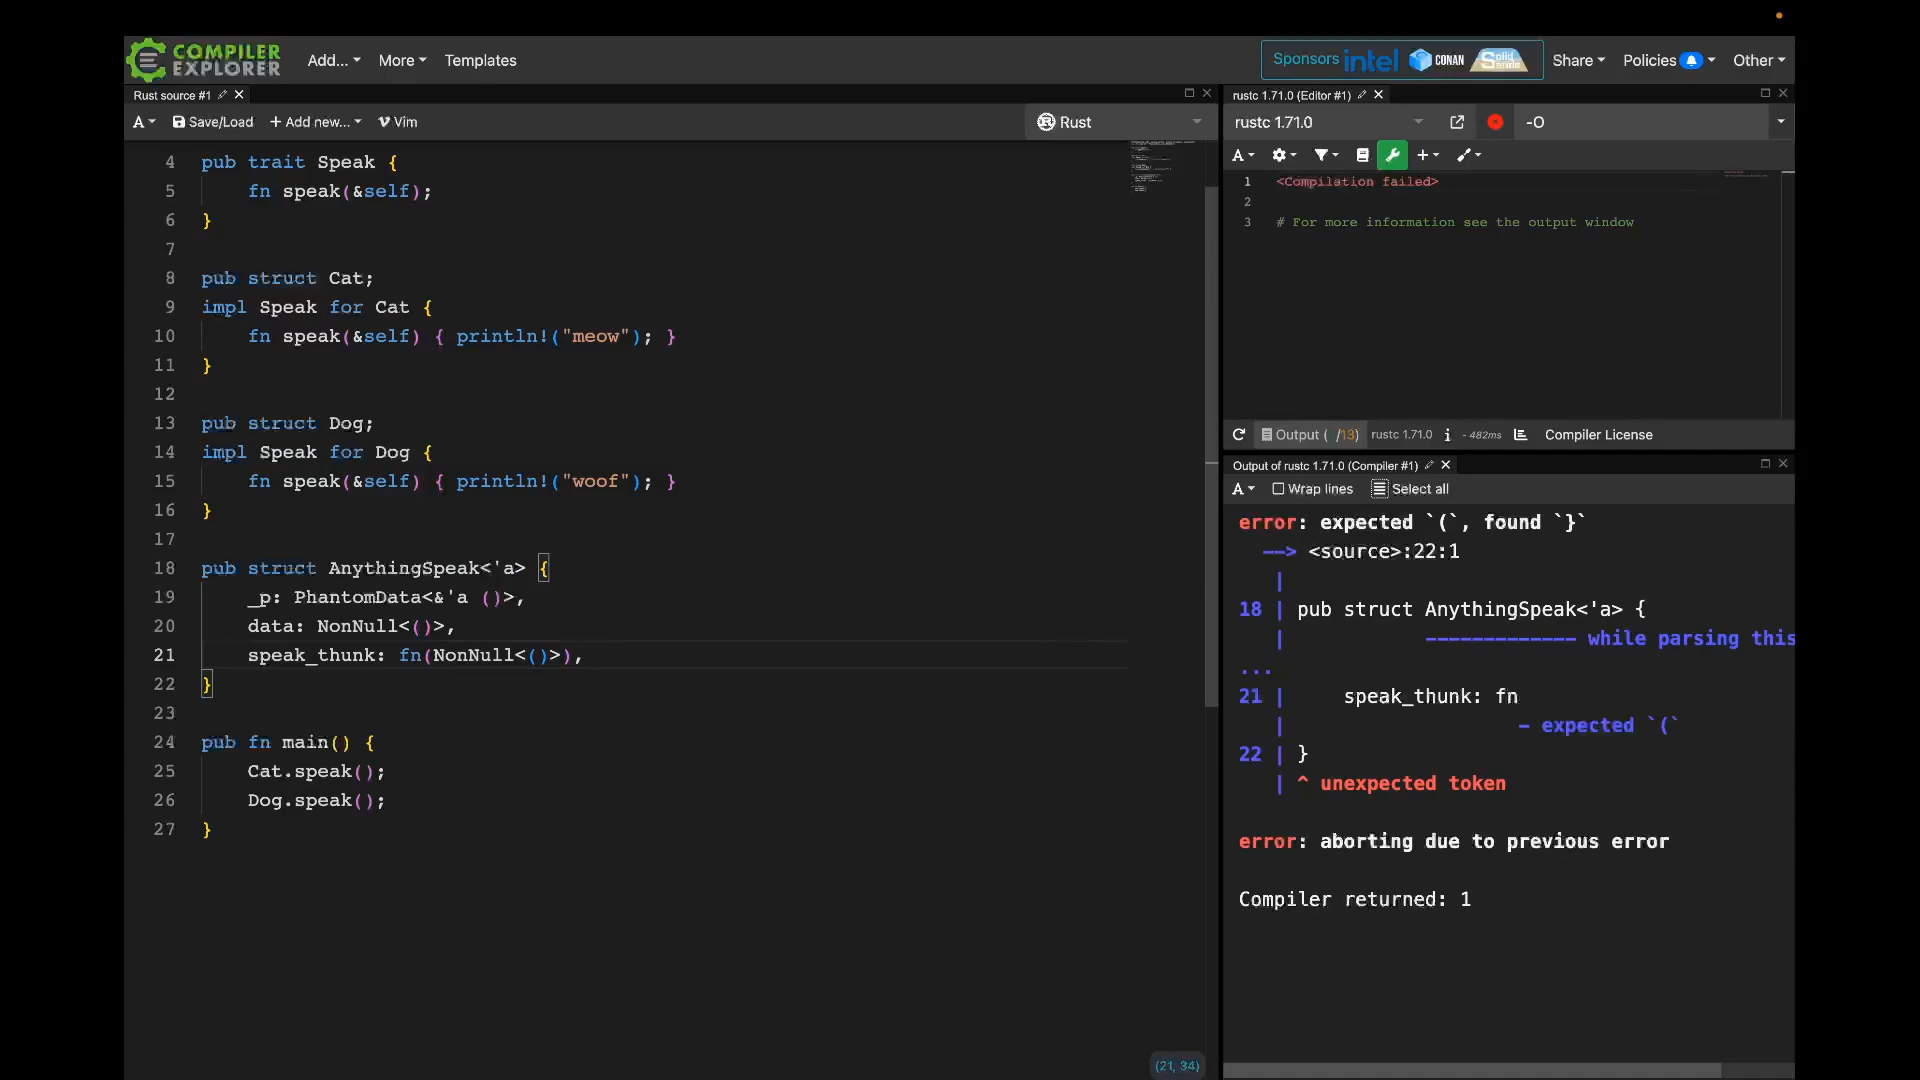 COMPILER EXPLORER
Add... More Templates
Sponsors intel CONAN Solid Sands Share Policies Other
Rust source #1
A Save/Load + Add new... Vim Rust
4 pub trait Speak {
5 fn speak(&self);
6 }
7
8 pub struct Cat;
9 impl Speak for Cat {
10 fn speak(&self) { println!("meow"); }
11 }
12
13 pub struct Dog;
14 impl Speak for Dog {
15 fn speak(&self) { println!("woof"); }
16 }
17
18 pub struct AnythingSpeak<'a> {
19 _p: PhantomData<&'a ()>,
20 data: NonNull<()>,
21 speak_thunk: fn(NonNull<()>),
22 }
23
24 pub fn main() {
25 Cat.speak();
26 Dog.speak();
27 }
(21, 34)
rustc 1.71.0 (Editor #1)
rustc 1.71.0 -O
A
1 <Compilation failed>
2
3 # For more information see the output window
Output ( /13) rustc 1.71.0 i - 482ms Compiler License
Output of rustc 1.71.0 (Compiler #1)
A Wrap lines Select all
error: expected `(`, found `}`
--> <source>:22:1
|
18 | pub struct AnythingSpeak<'a> {
| ------------- while parsing this
...
21 | speak_thunk: fn
| - expected `(`
22 | }
| ^ unexpected token
error: aborting due to previous error
Compiler returned: 1